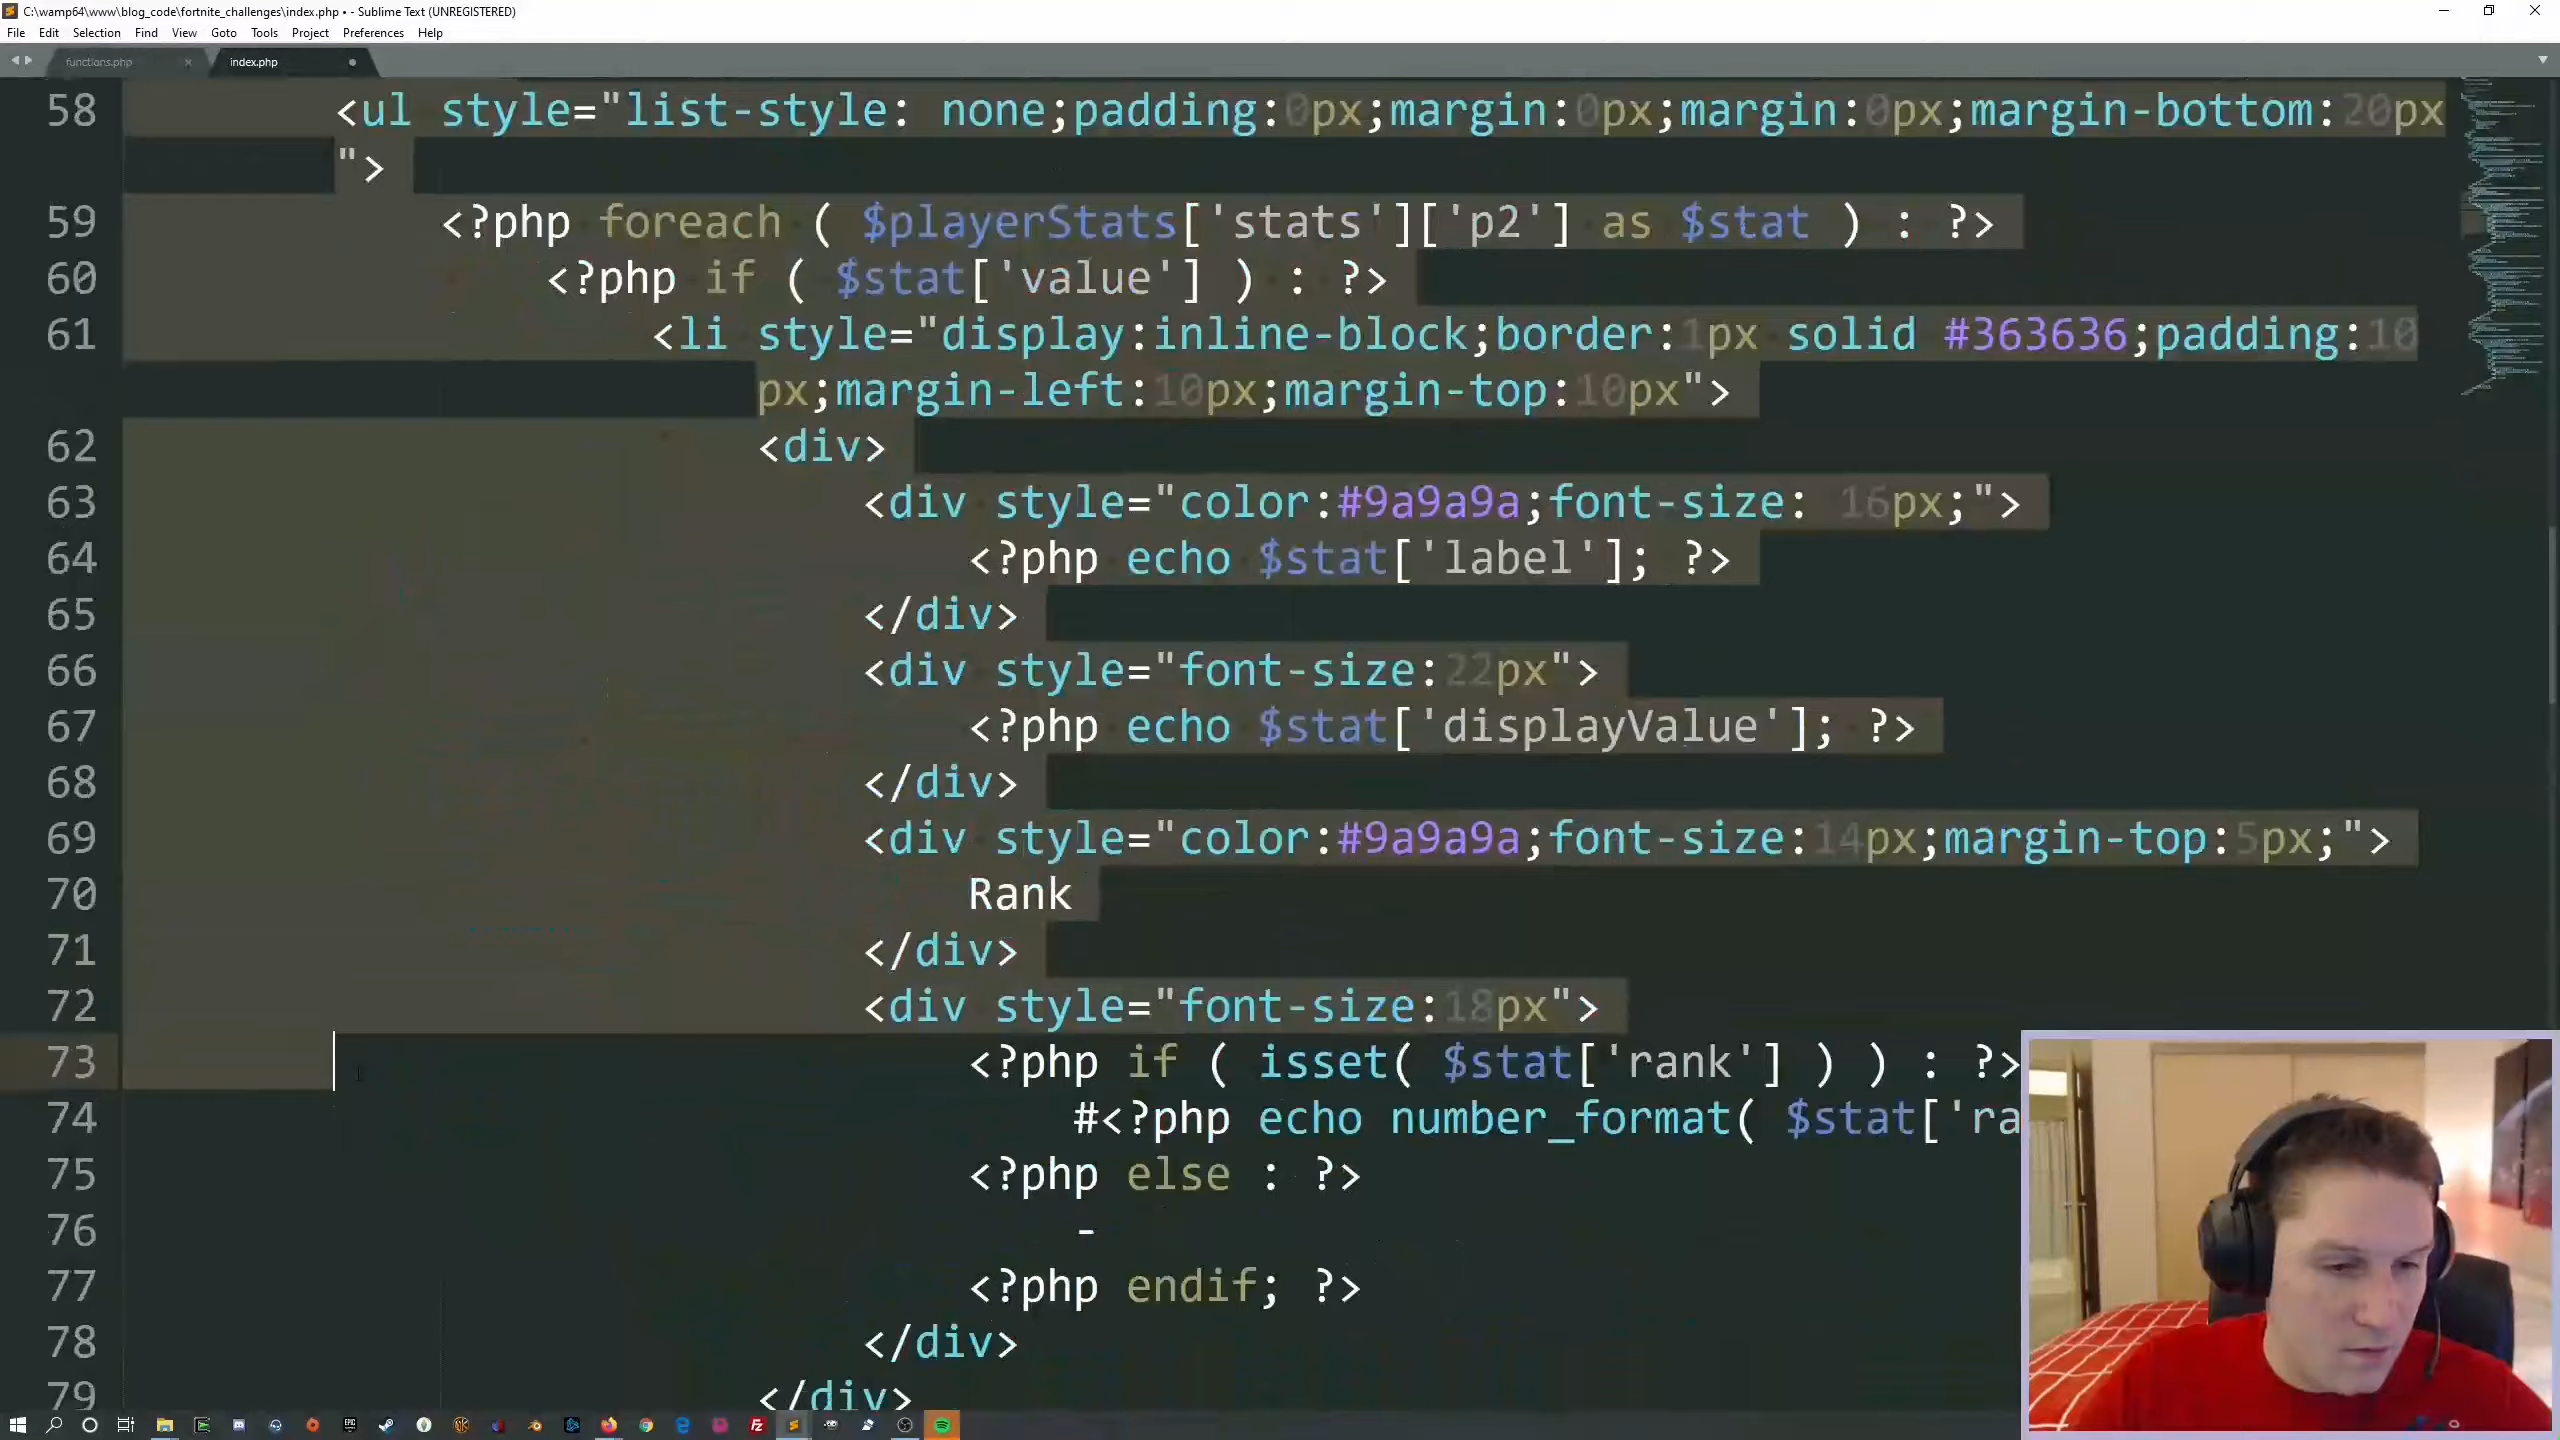 C:\wamp64\www\blog_code\fortnite_challenges\index.php • - Sublime Text (UNREGISTERED)
File Edit Selection Find View Goto Tools Project Preferences Help
functions.php × index.php •
58 <ul style="list-style: none;padding:0px;margin:0px;margin:0px;margin-bottom:20px
">
59 <?php foreach ( $playerStats['stats']['p2'] as $stat ) : ?>
60 <?php if ( $stat['value'] ) : ?>
61 <li style="display:inline-block;border:1px solid #363636;padding:10
px;margin-left:10px;margin-top:10px">
62 <div>
63 <div style="color:#9a9a9a;font-size: 16px;">
64 <?php echo $stat['label']; ?>
65 </div>
66 <div style="font-size:22px">
67 <?php echo $stat['displayValue']; ?>
68 </div>
69 <div style="color:#9a9a9a;font-size:14px;margin-top:5px;">
70 Rank
71 </div>
72 <div style="font-size:18px">
73 <?php if ( isset( $stat['rank'] ) ) : ?>
74 #<?php echo number_format( $stat['ra
75 <?php else : ?>
76 -
77 <?php endif; ?>
78 </div>
79 </div>